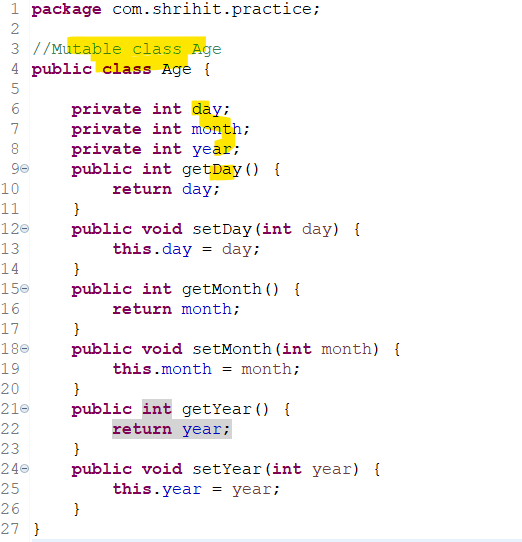 1 package com.shrihit.practice;
2
3 //Mutable class Age
4 public class Age {
5
6     private int day;
7     private int month;
8     private int year;
9     public int getDay() {
10         return day;
11     }
12     public void setDay(int day) {
13         this.day = day;
14     }
15     public int getMonth() {
16         return month;
17     }
18     public void setMonth(int month) {
19         this.month = month;
20     }
21     public int getYear() {
22         return year;
23     }
24     public void setYear(int year) {
25         this.year = year;
26     }
27 }